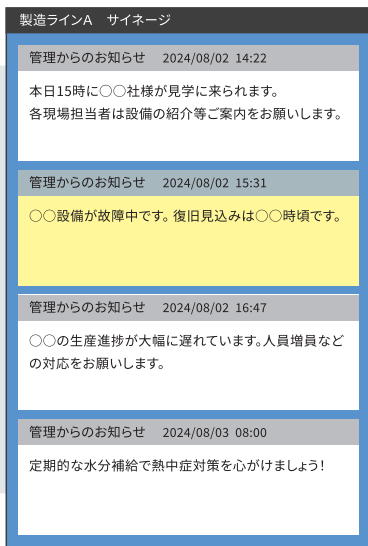 製造ラインA　サイネージ
管理からのお知らせ　2024/08/02 14:22
本日15時に〇〇社様が見学に来られます。
各現場担当者は設備の紹介等ご案内をお願いします。
管理からのお知らせ　2024/08/02 15:31
〇〇設備が故障中です。復旧見込みは〇〇時頃です。
管理からのお知らせ　2024/08/02 16:47
〇〇の生産進捗が大幅に遅れています。人員増員など
の対応をお願いします。
管理からのお知らせ　2024/08/03 08:00
定期的な水分補給で熱中症対策を心がけましょう！